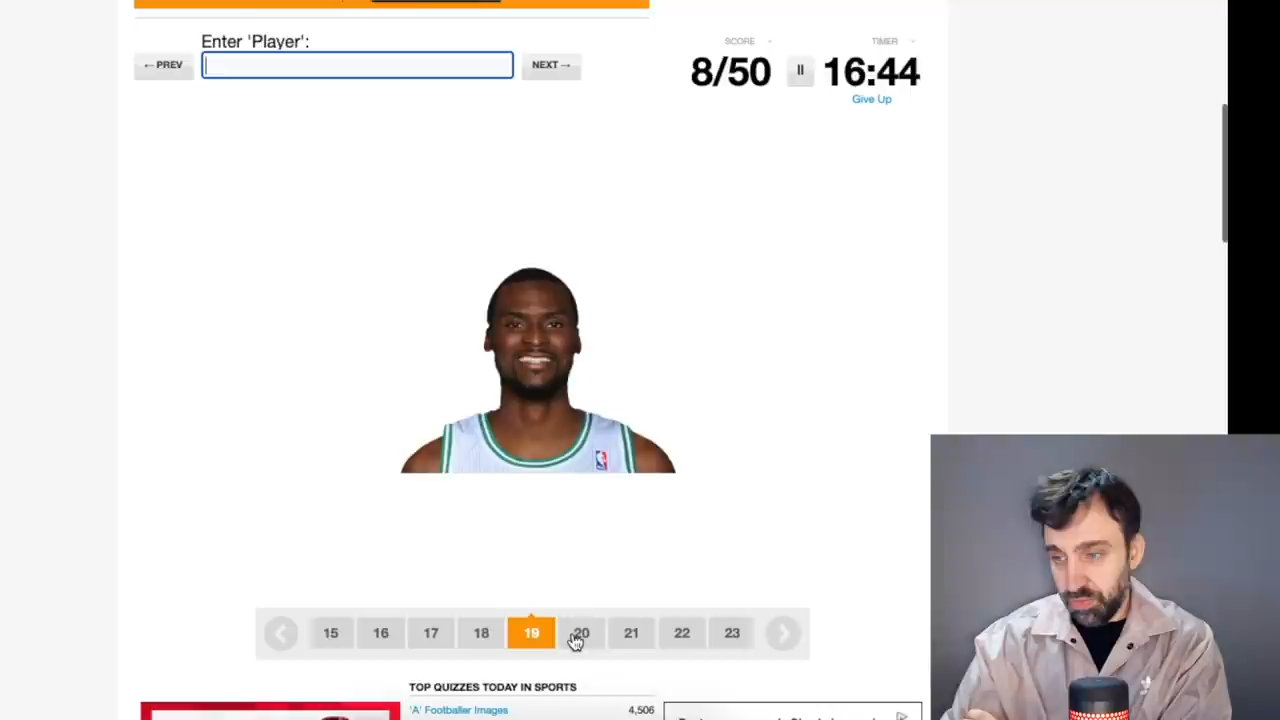 Enter 'Player':
← PREV
NEXT →
SCORE
8/50
TIMER
16:44
Give Up
15 16 17 18 19 20 21 22 23
TOP QUIZZES TODAY IN SPORTS
'A' Footballer Images 4,506